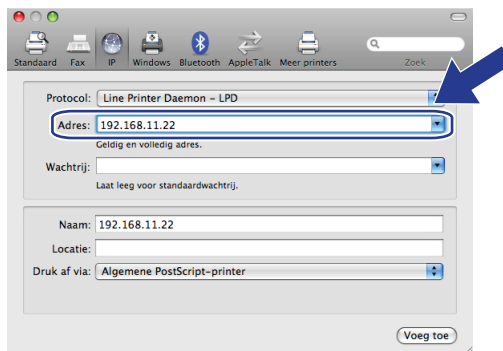 Standaard Fax IP Windows Bluetooth AppleTalk Meer printers Zoek
Protocol: Line Printer Daemon – LPD
Adres: 192.168.11.22
Geldig en volledig adres.
Wachtrij:
Laat leeg voor standaardwachtrij.
Naam: 192.168.11.22
Locatie:
Druk af via: Algemene PostScript-printer
Voeg toe